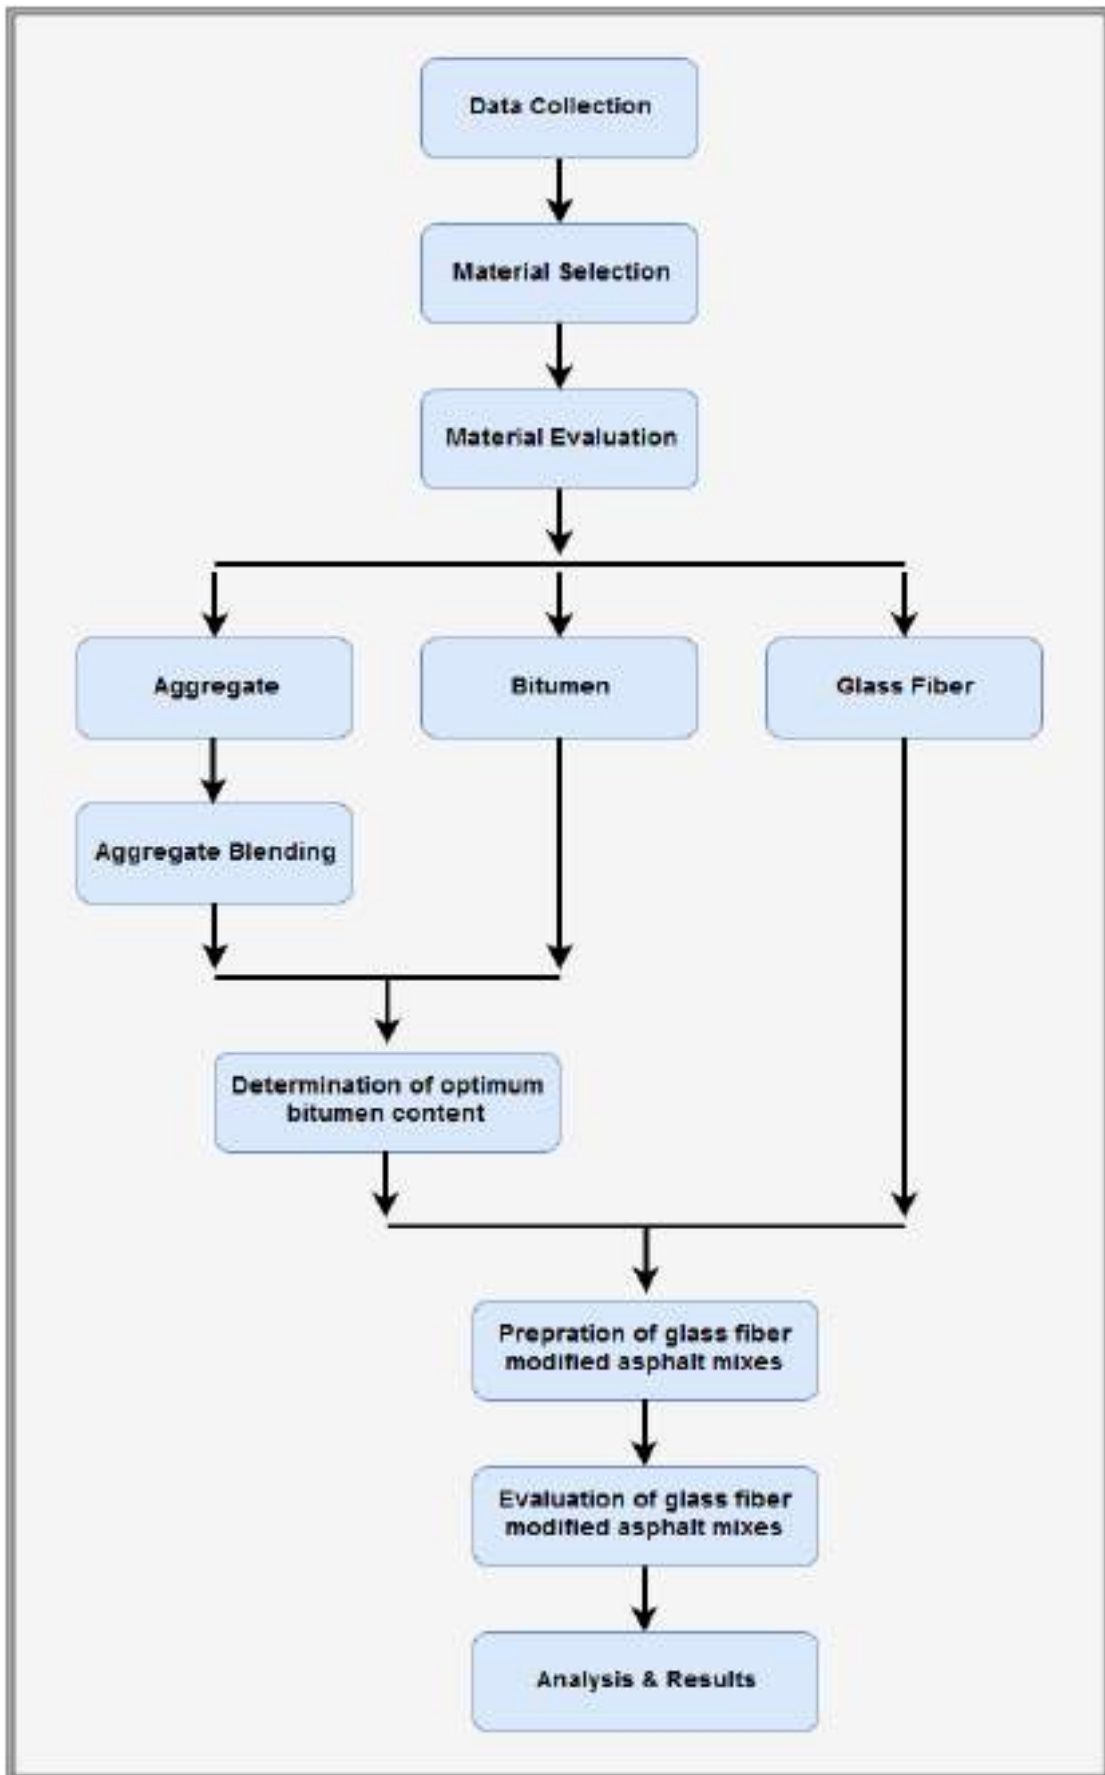 Data Collection
Material Selection
Material Evaluation
Aggregate
Bitumen
Glass Fiber
Aggregate Blending
Determination of optimum
bitumen content
Prepration of glass fiber
modified asphalt mixes
Evaluation of glass fiber
modified asphalt mixes
Analysis & Results